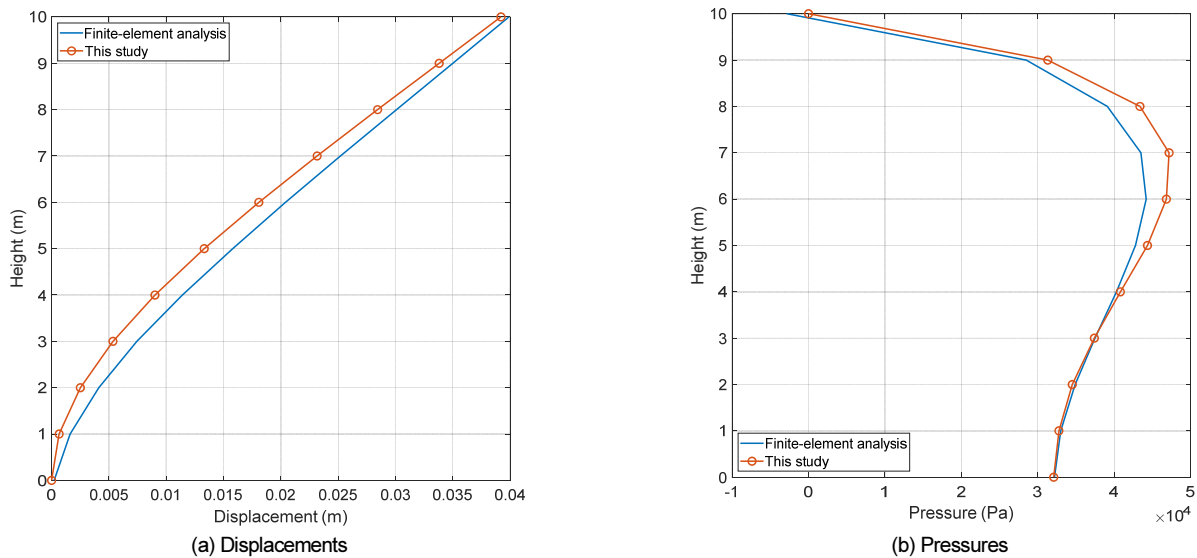 10
9
8
7
6
5
4
3
2
1
0
Height (m)
Finite-element analysis
This study
0 0.005 0.01 0.015 0.02 0.025 0.03 0.035 0.04
Displacement (m)
(a) Displacements
10
9
8
7
6
5
4
3
2
1
0
Height (m)
Finite-element analysis
This study
-1 0 1 2 3 4 5
×10⁴
Pressure (Pa)
(b) Pressures